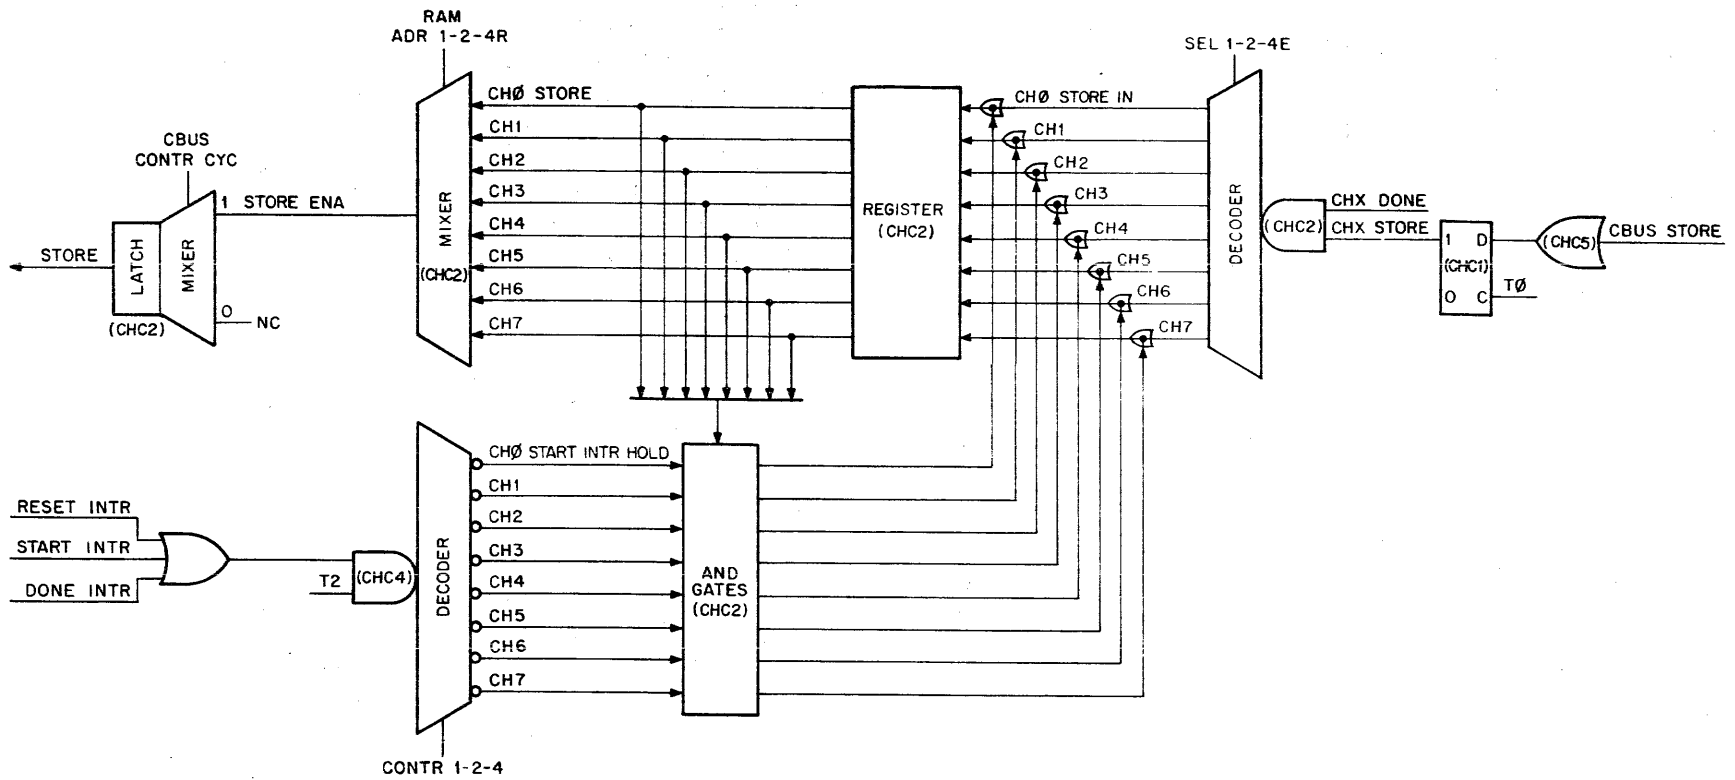 RAM
ADR 1-2-4R
SEL 1-2-4E
CBUS
CONTR CYC
1 STORE ENA
STORE
LATCH
MIXER
(CHC2)
0 NC
MIXER
(CHC2)
CHØ STORE
CH1
CH2
CH3
CH4
CH5
CH6
CH7
REGISTER
(CHC2)
CHØ STORE IN
CH1
CH2
CH3
CH4
CH5
CH6
CH7
DECODER
(CHC2)
CHX DONE
CHX STORE
1 D
(CHC1)
0 C
TØ
(CHC5)
CBUS STORE
RESET INTR
START INTR
DONE INTR
T2
(CHC4)
DECODER
CHØ START INTR HOLD
CH1
CH2
CH3
CH4
CH5
CH6
CH7
AND
GATES
(CHC2)
CONTR 1-2-4